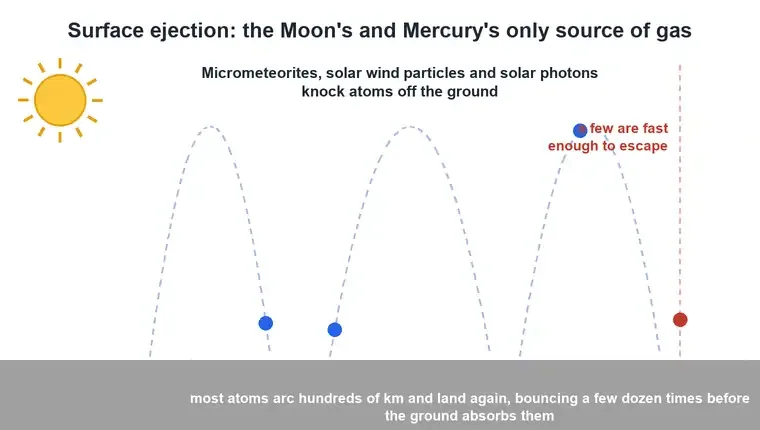 Surface ejection: the Moon's and Mercury's only source of gas
Micrometeorites, solar wind particles and solar photons
knock atoms off the ground
a few are fast
enough to escape
most atoms arc hundreds of km and land again, bouncing a few dozen times before
the ground absorbs them